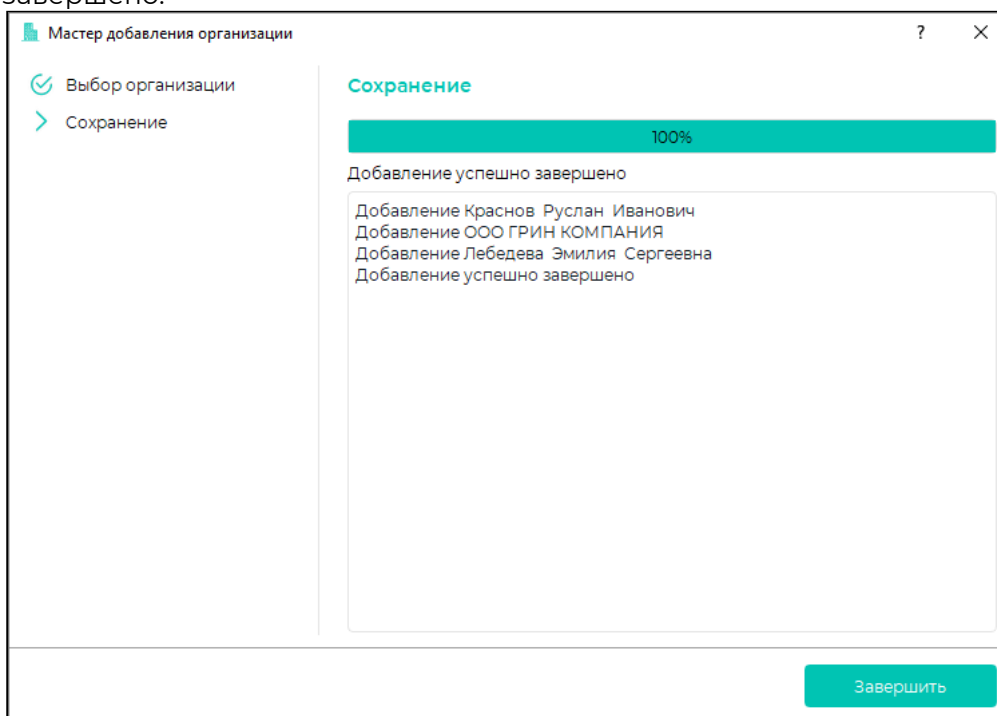 завершено.
Мастер добавления организации ?
Выбор организации
Сохранение
Сохранение
100%
Добавление успешно завершено
Добавление Краснов Руслан Иванович
Добавление ООО ГРИН КОМПАНИЯ
Добавление Лебедева Эмилия Сергеевна
Добавление успешно завершено
Завершить